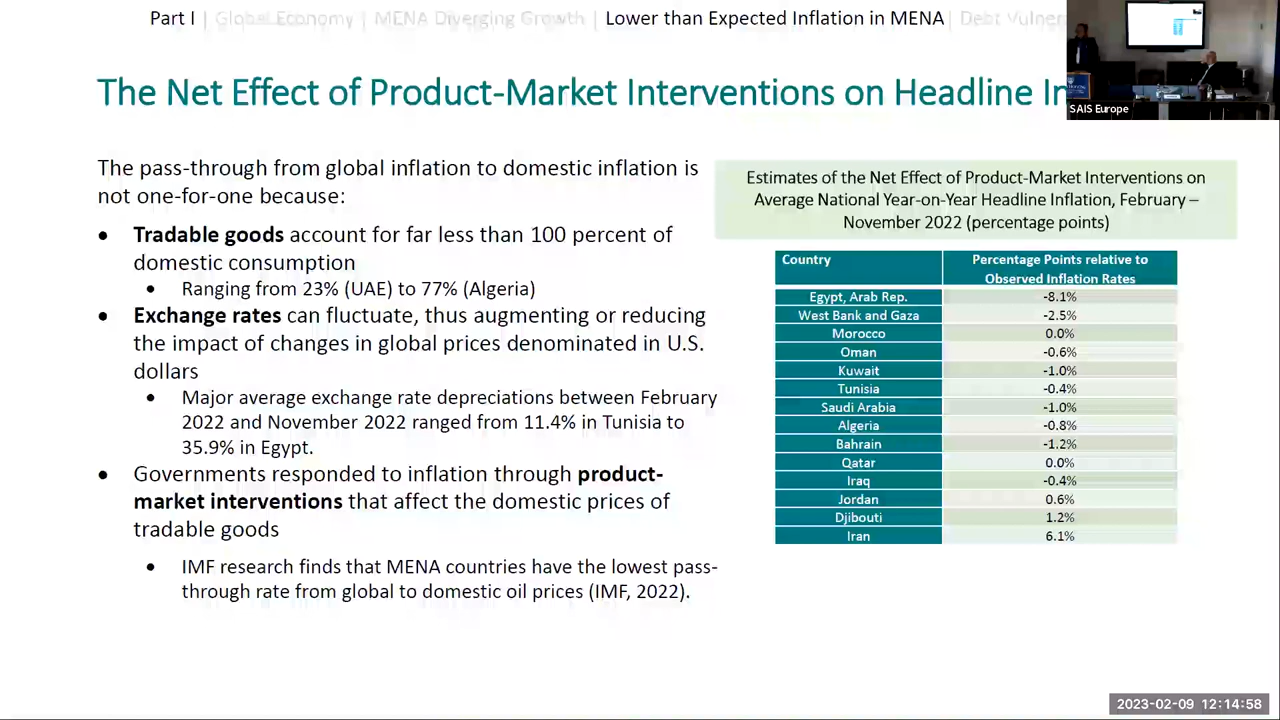 Part I | Global Economy | MENA Diverging Growth | Lower than Expected Inflation in MENA | Debt
The Net Effect of Product-Market Interventions on Headline
SAIS Europe
The pass-through from global inflation to domestic inflation is
not one-for-one because:
• Tradable goods account for far less than 100 percent of
domestic consumption
• Ranging from 23% (UAE) to 77% (Algeria)
• Exchange rates can fluctuate, thus augmenting or reducing
the impact of changes in global prices denominated in U.S.
dollars
• Major average exchange rate depreciations between February
2022 and November 2022 ranged from 11.4% in Tunisia to
35.9% in Egypt.
• Governments responded to inflation through product-
market interventions that affect the domestic prices of
tradable goods
• IMF research finds that MENA countries have the lowest pass-
through rate from global to domestic oil prices (IMF, 2022).
Estimates of the Net Effect of Product-Market Interventions on
Average National Year-on-Year Headline Inflation, February –
November 2022 (percentage points)
Country Percentage Points relative to
Observed Inflation Rates
Egypt, Arab Rep. -8.1%
West Bank and Gaza -2.5%
Morocco 0.0%
Oman -0.6%
Kuwait -1.0%
Tunisia -0.4%
Saudi Arabia -1.0%
Algeria -0.8%
Bahrain -1.2%
Qatar 0.0%
Iraq -0.4%
Jordan 0.6%
Djibouti 1.2%
Iran 6.1%
2023-02-09 12:14:58